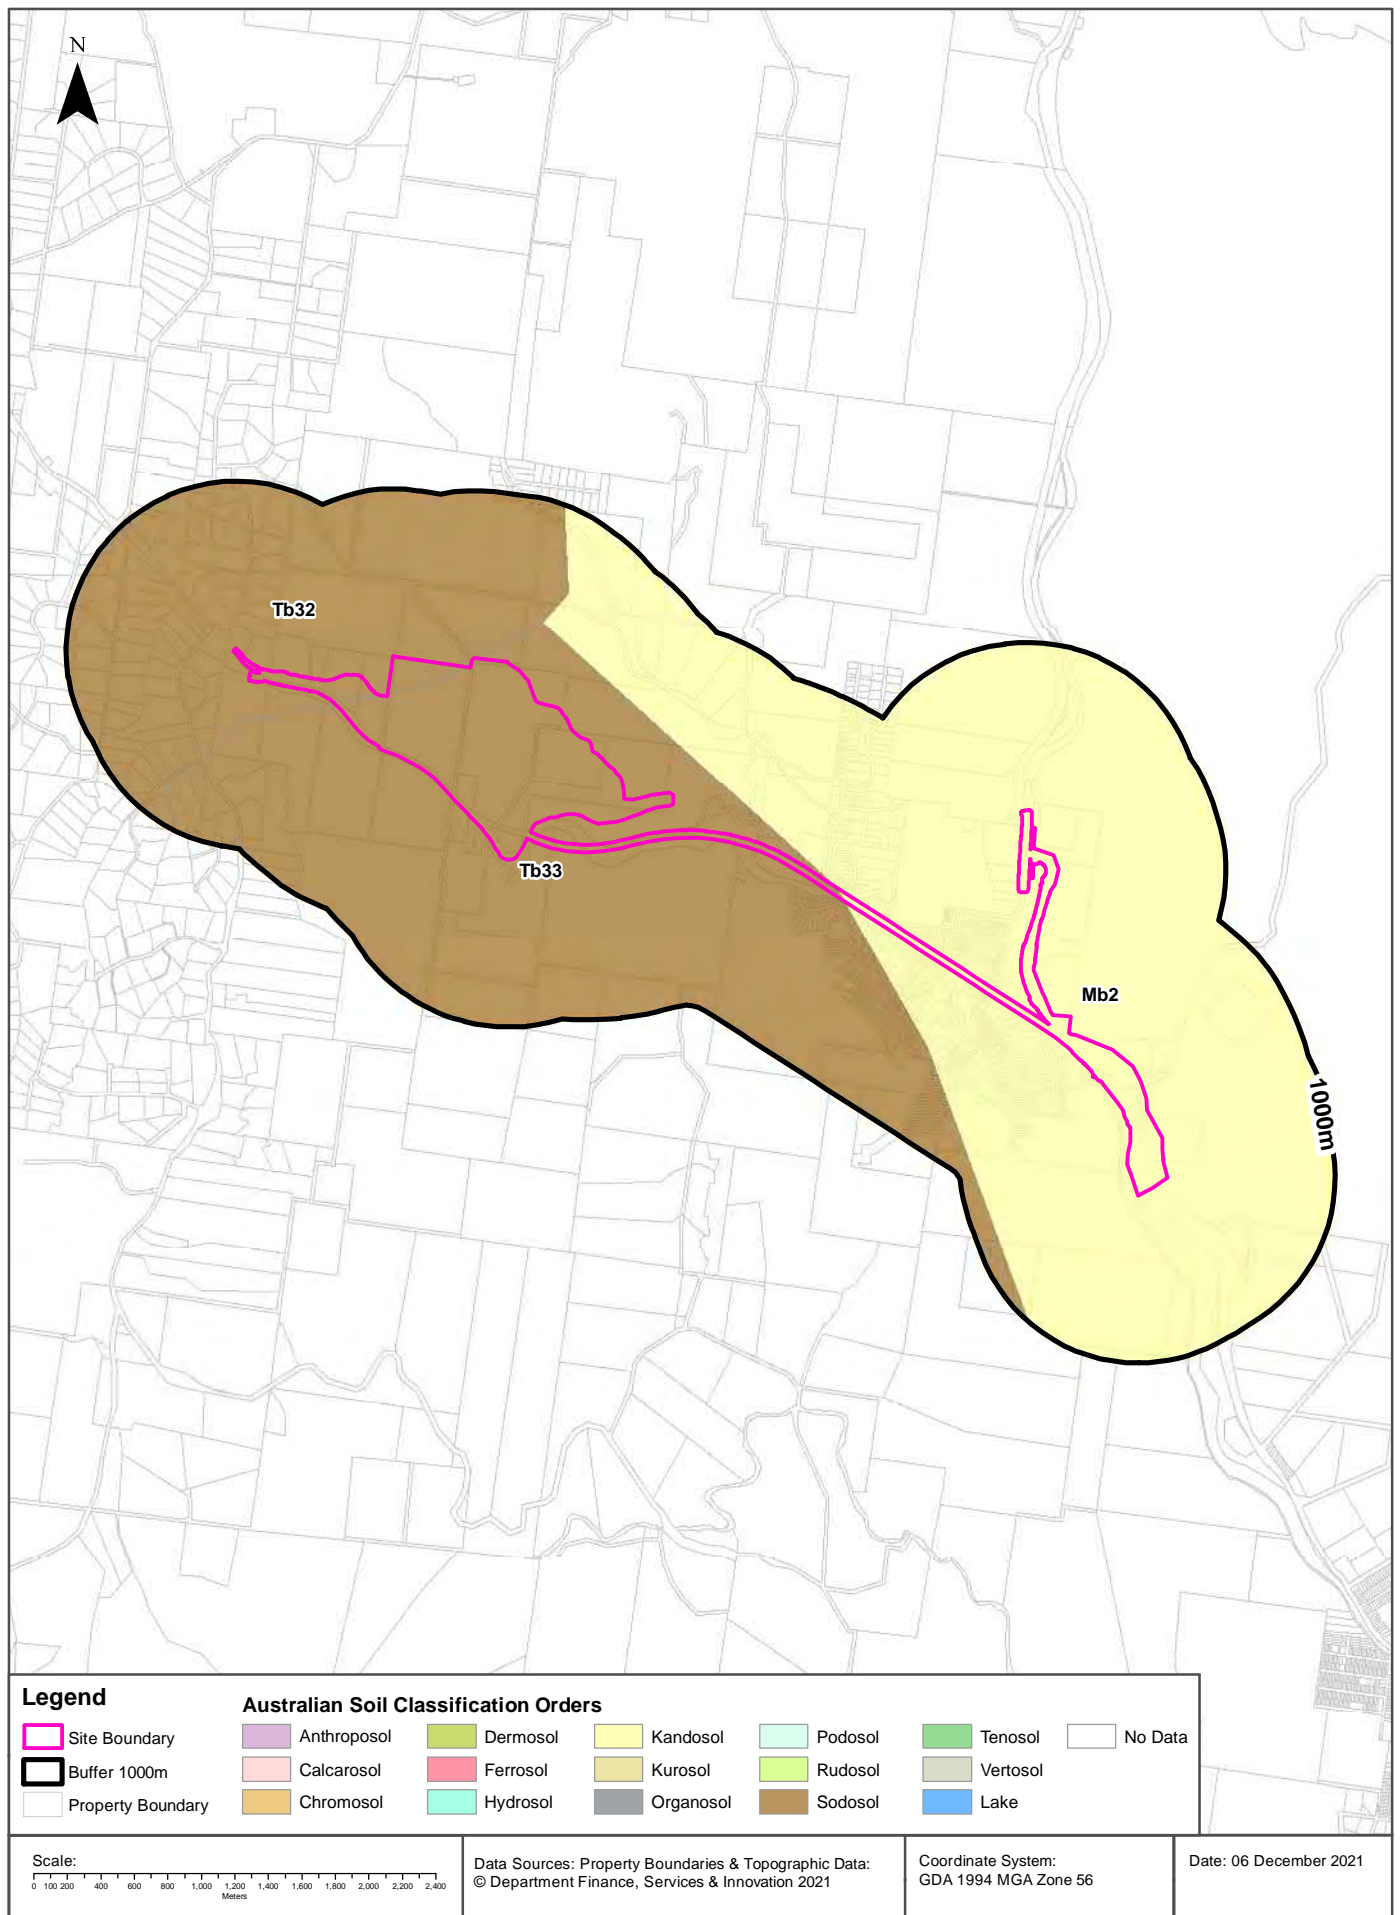 N
Tb32
Tb33
Mb2
1000m
Legend
Site Boundary
Buffer 1000m
Property Boundary
Australian Soil Classification Orders
Anthroposol
Calcarosol
Chromosol
Dermosol
Ferrosol
Hydrosol
Kandosol
Kurosol
Organosol
Podosol
Rudosol
Sodosol
Tenosol
Vertosol
Lake
No Data
Scale:
0 100 200 400 600 800 1,000 1,200 1,400 1,600 1,800 2,000 2,200 2,400
Meters
Data Sources: Property Boundaries & Topographic Data:
© Department Finance, Services & Innovation 2021
Coordinate System:
GDA 1994 MGA Zone 56
Date: 06 December 2021